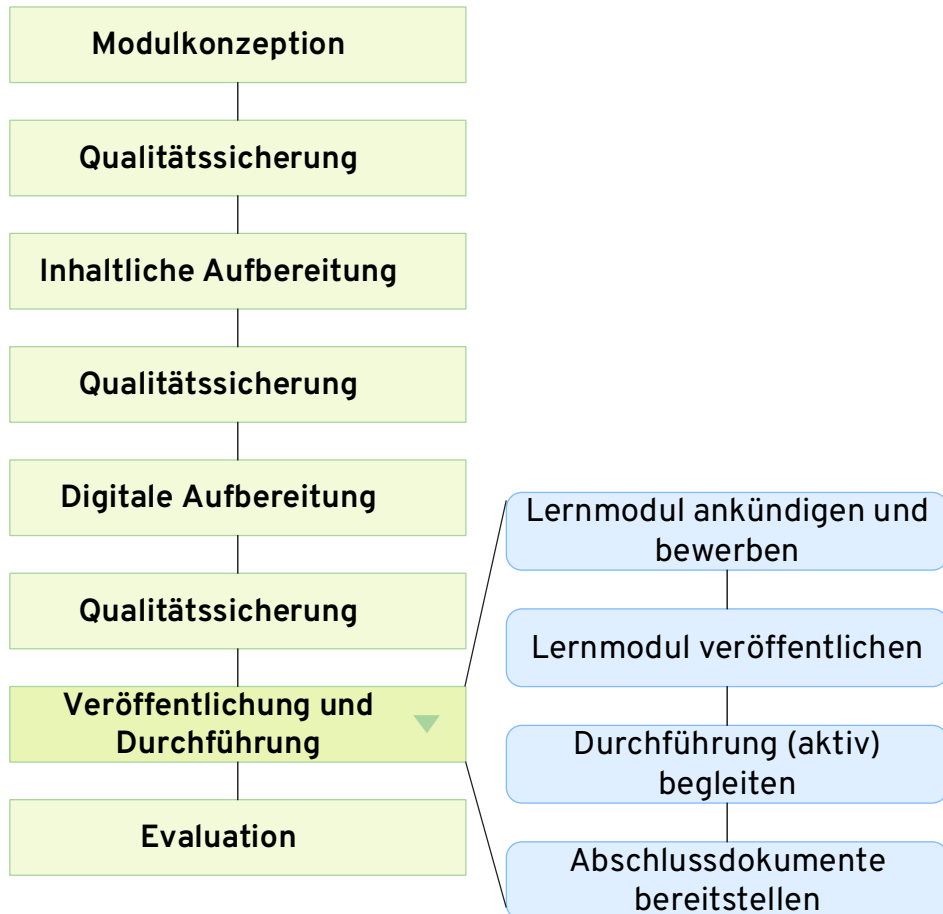 Modulkonzeption
Qualitätssicherung
Inhaltliche Aufbereitung
Qualitätssicherung
Digitale Aufbereitung
Qualitätssicherung
Veröffentlichung und
Durchführung
Evaluation
Lernmodul ankündigen und
bewerben
Lernmodul veröffentlichen
Durchführung (aktiv)
begleiten
Abschlussdokumente
bereitstellen